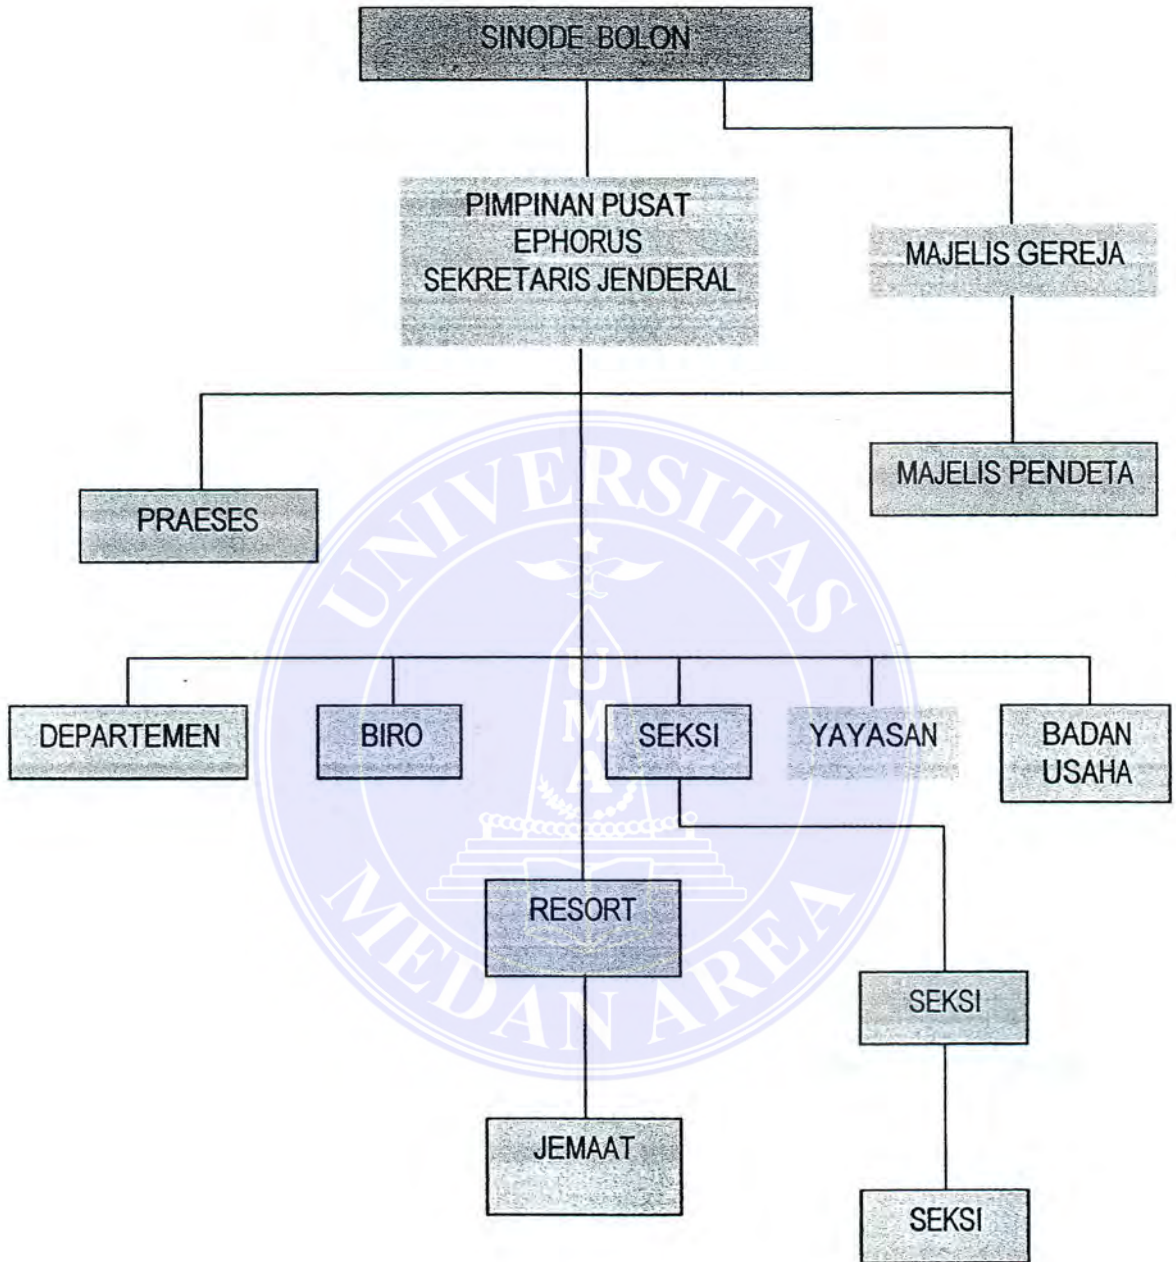 SINODE BOLON
PIMPINAN PUSAT
EPHORUS
SEKRETARIS JENDERAL
MAJELIS GEREJA
MAJELIS PENDETA
PRAESES
DEPARTEMEN
BIRO
SEKSI
YAYASAN
BADAN
USAHA
RESORT
SEKSI
JEMAAT
SEKSI
UNIVERSITAS
UMA
MEDAN AREA